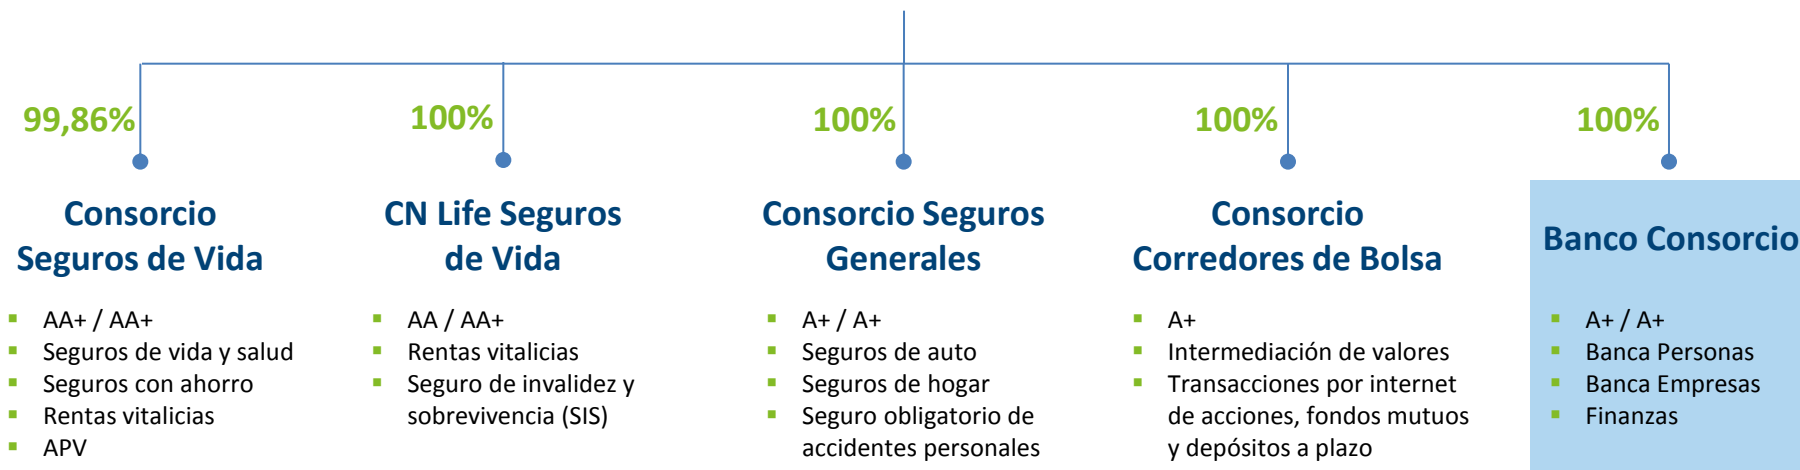 99,86%
100%
100%
100%
100%
Consorcio
Seguros de Vida
AA+ / AA+
Seguros de vida y salud
Seguros con ahorro
Rentas vitalicias
APV
CN Life Seguros
de Vida
AA / AA+
Rentas vitalicias
Seguro de invalidez y
sobrevivencia (SIS)
Consorcio Seguros
Generales
A+ / A+
Seguros de auto
Seguros de hogar
Seguro obligatorio de
accidentes personales
Consorcio
Corredores de Bolsa
A+
Intermediación de valores
Transacciones por internet
de acciones, fondos mutuos
y depósitos a plazo
Banco Consorcio
A+ / A+
Banca Personas
Banca Empresas
Finanzas